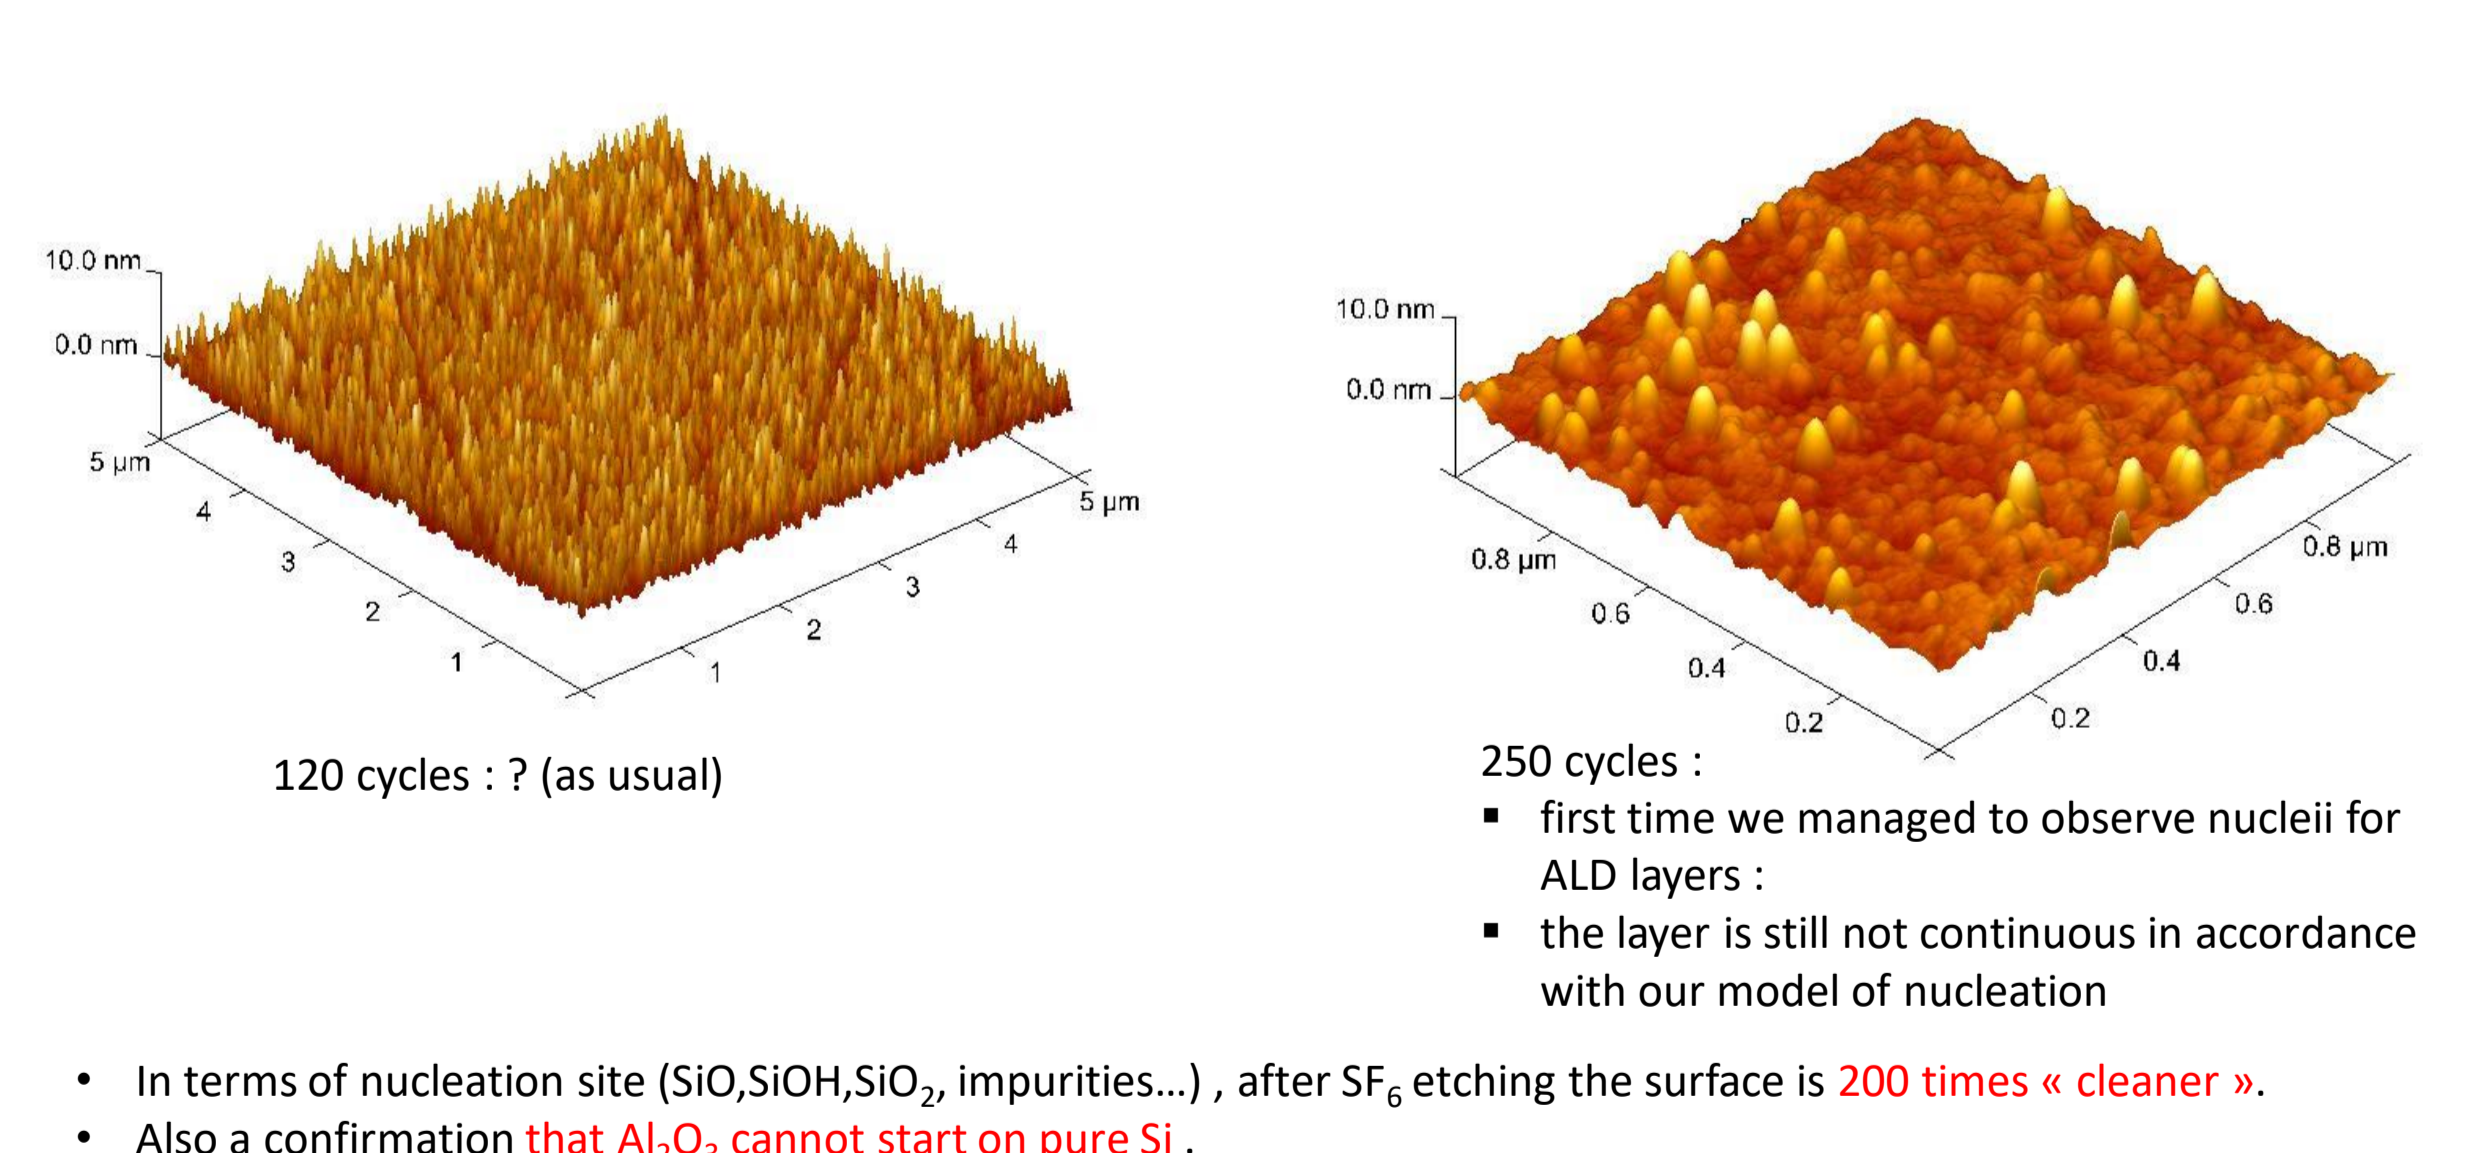 10.0 nm
0.0 nm
5 µm
4
3
2
1
1
2
3
4
5 µm
120 cycles : ? (as usual)
10.0 nm
0.0 nm
0.8 µm
0.6
0.4
0.2
0.2
0.4
0.6
0.8 µm
250 cycles :
▪ first time we managed to observe nucleii for
ALD layers :
▪ the layer is still not continuous in accordance
with our model of nucleation
• In terms of nucleation site (SiO,SiOH,SiO₂, impurities...) , after SF₆ etching the surface is 200 times « cleaner ».
• Also a confirmation that Al₂O₃ cannot start on pure Si .